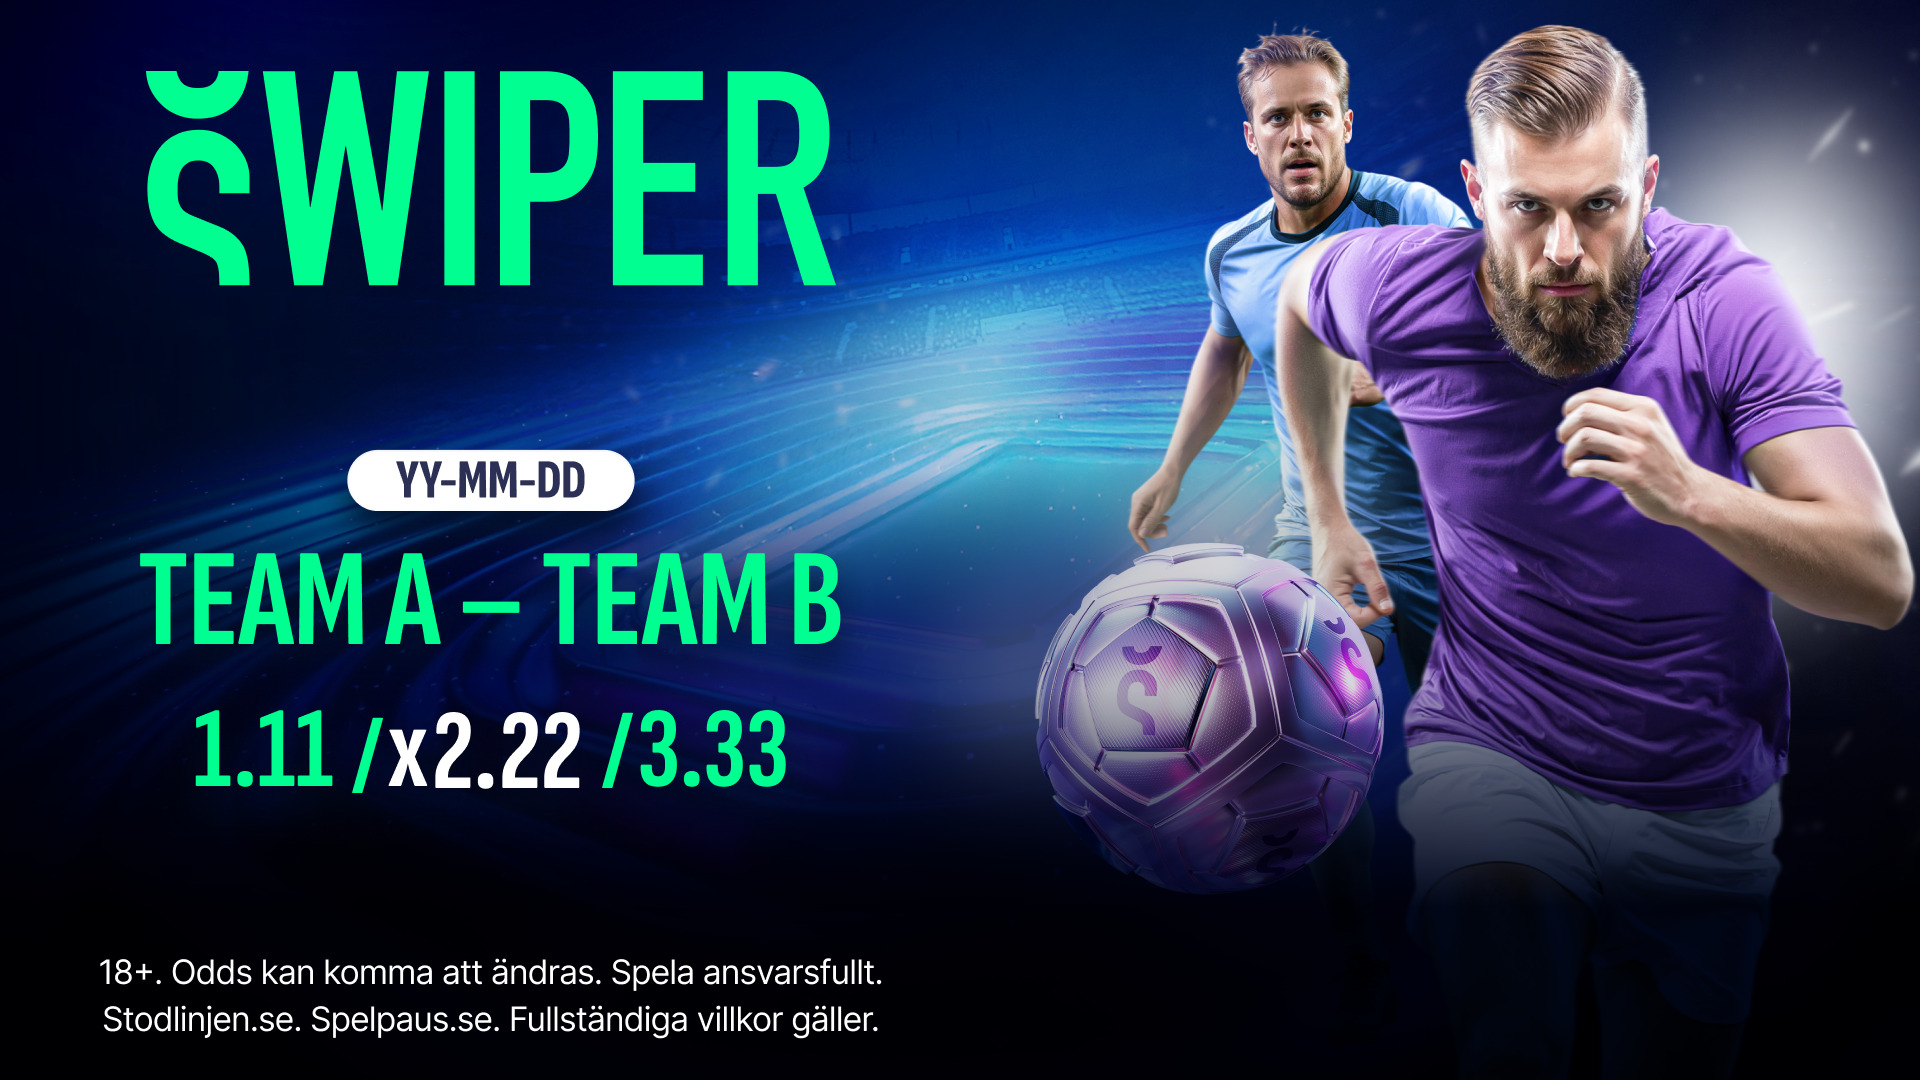 SWIPER
YY-MM-DD
TEAM A – TEAM B
1.11 /x2.22 /3.33
18+. Odds kan komma att ändras. Spela ansvarsfullt.
Stodlinjen.se. Spelpaus.se. Fullständiga villkor gäller.